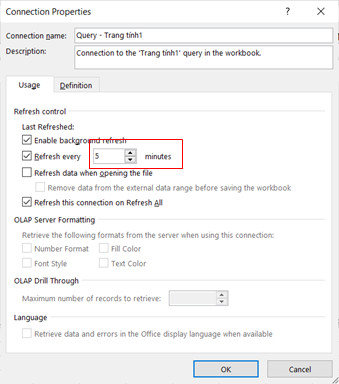 Connection Properties
Connection name: Query - Trang tính1
Description: Connection to the 'Trang tính1' query in the workbook.
Usage Definition
Refresh control
Last Refreshed:
Enable background refresh
Refresh every 5 minutes
Refresh data when opening the file
Remove data from the external data range before saving the workbook
Refresh this connection on Refresh All
OLAP Server Formatting
Retrieve the following formats from the server when using this connection:
Number Format Fill Color
Font Style Text Color
OLAP Drill Through
Maximum number of records to retrieve:
Language
Retrieve data and errors in the Office display language when available
OK Cancel